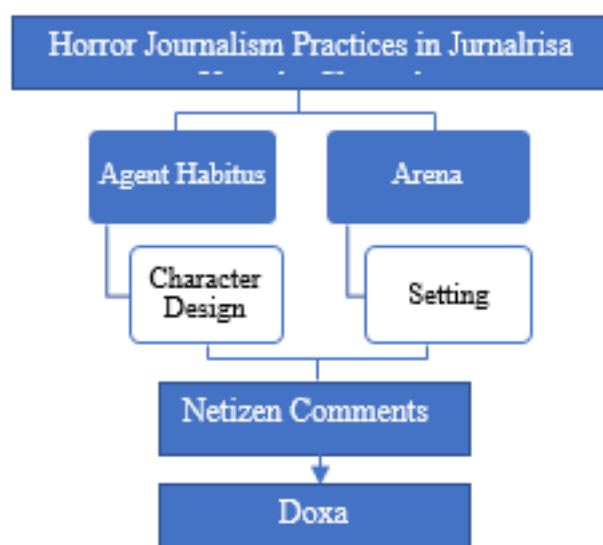 Horror Journalism Practices in Jurnalrisa
Agent Habitus
Arena
Character
Design
Setting
Netizen Comments
Doxa